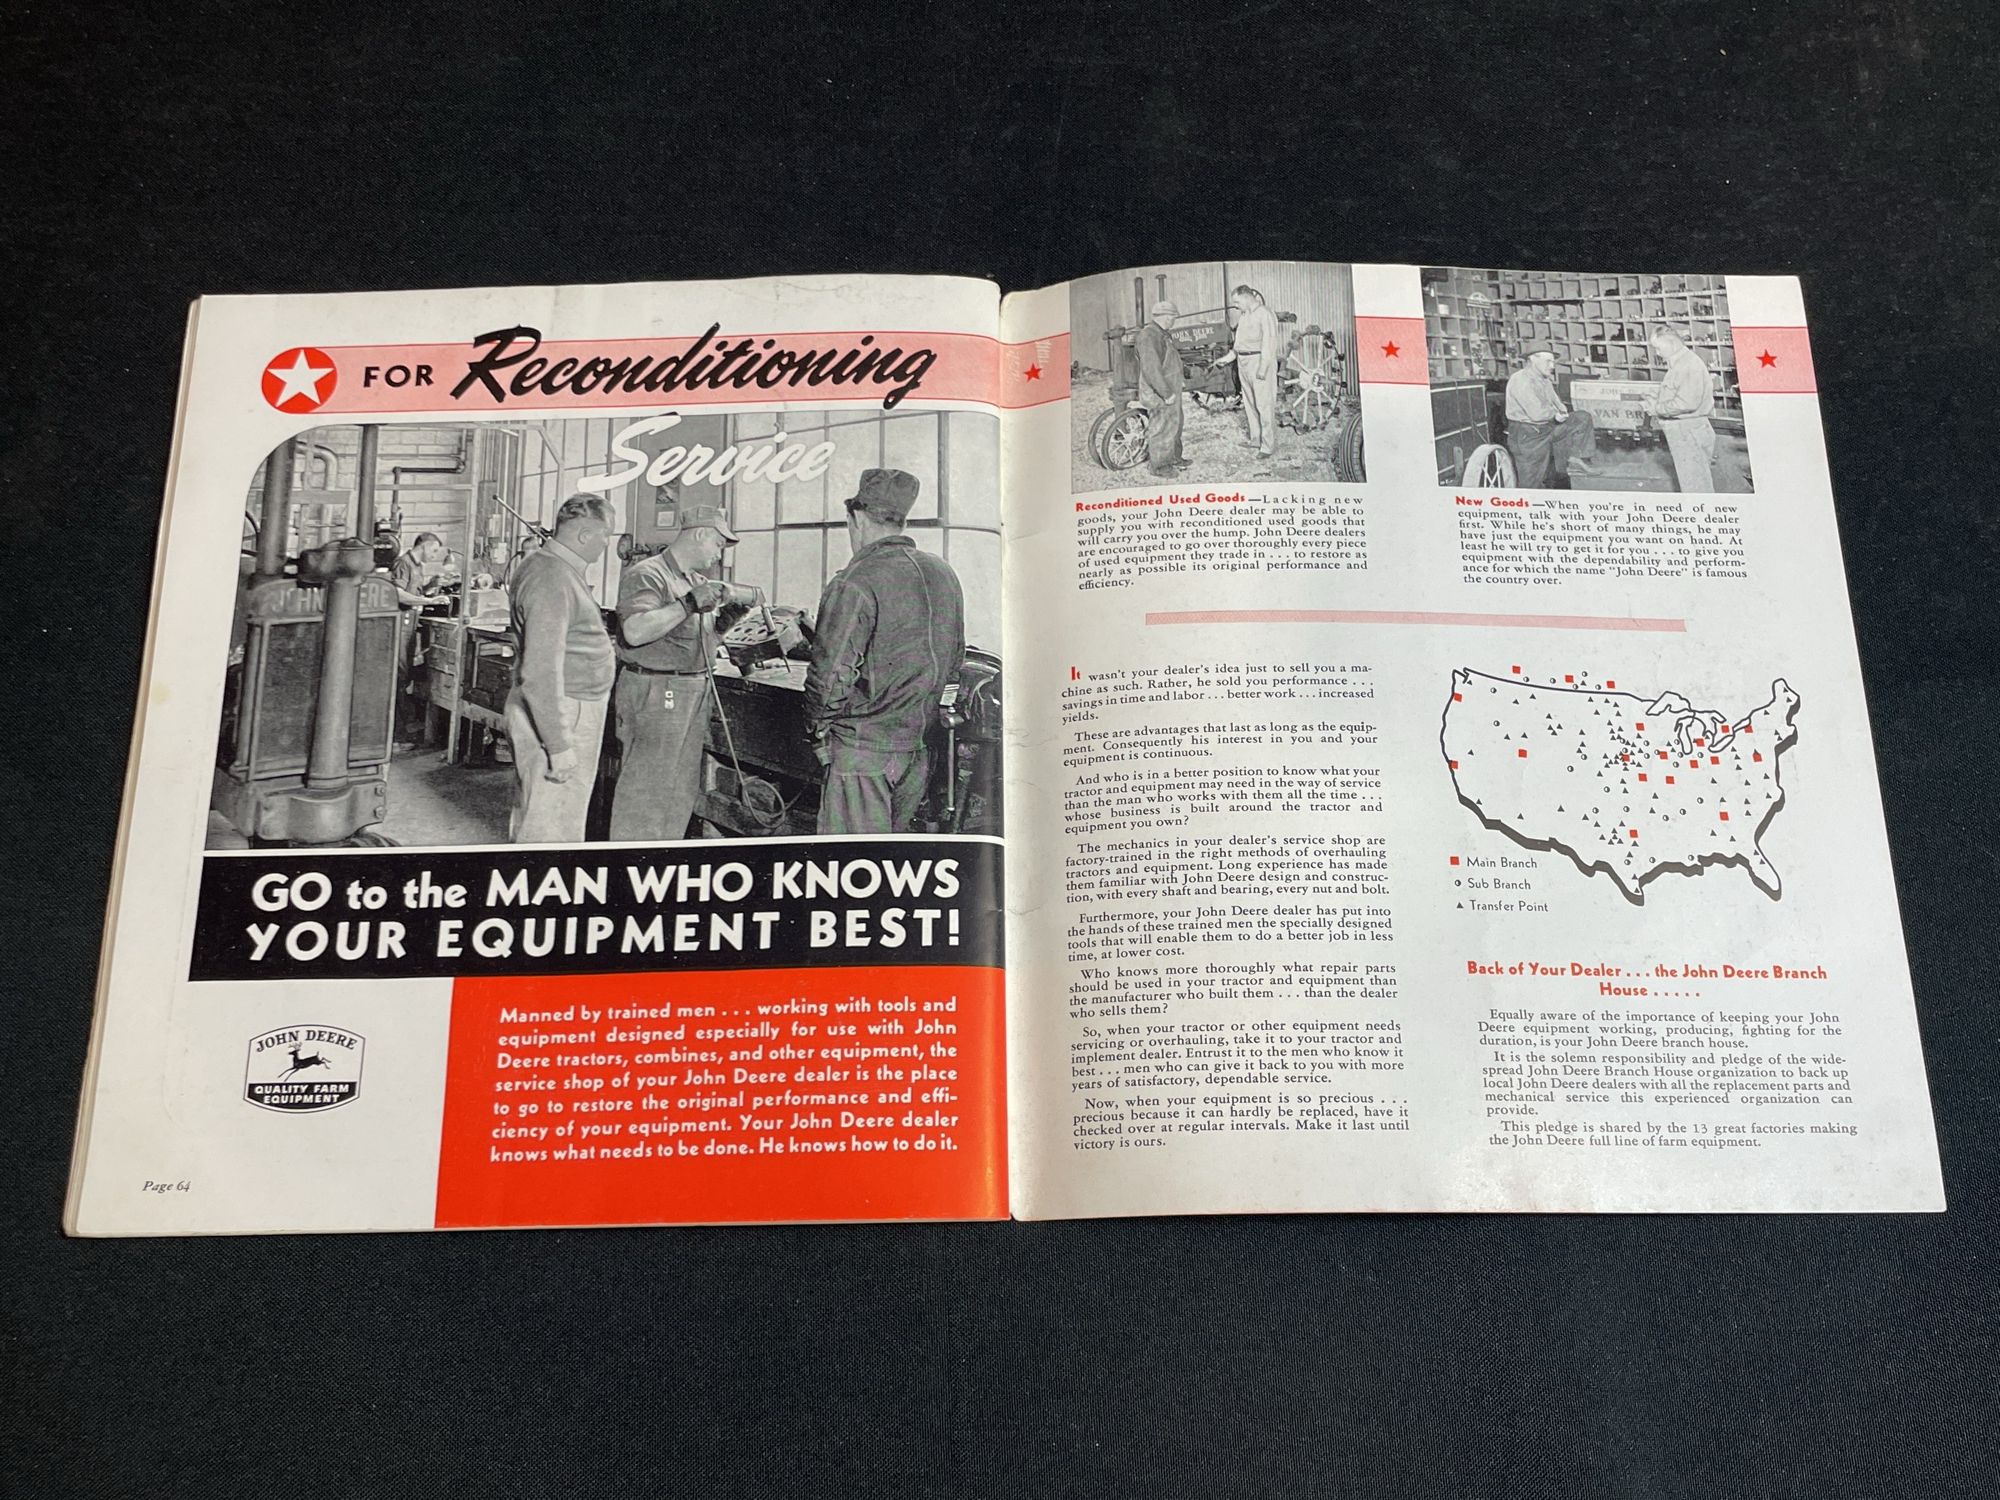 FOR Reconditioning
Service
JOHN DEERE
GO to the MAN WHO KNOWS
YOUR EQUIPMENT BEST!
JOHN DEERE
QUALITY FARM
EQUIPMENT
Manned by trained men . . . working with tools and
equipment designed especially for use with John
Deere tractors, combines, and other equipment, the
service shop of your John Deere dealer is the place
to go to restore the original performance and effi-
ciency of your equipment. Your John Deere dealer
knows what needs to be done. He knows how to do it.
Page 64
JOHN DEERE
Reconditioned Used Goods—Lacking new
goods, your John Deere dealer may be able to
supply you with reconditioned used goods that
will carry you over the hump. John Deere dealers
are encouraged to go over thoroughly every piece
of used equipment they trade in . . . to restore as
nearly as possible its original performance and
efficiency.
JOHN
VAN BR
New Goods—When you're in need of new
equipment, talk with your John Deere dealer
first. While he's short of many things, he may
have just the equipment you want on hand. At
least he will try to get it for you . . . to give you
equipment with the dependability and perform-
ance for which the name "John Deere" is famous
the country over.
It wasn't your dealer's idea just to sell you a ma-
chine as such. Rather, he sold you performance . . .
savings in time and labor . . . better work . . . increased
yields.
These are advantages that last as long as the equip-
ment. Consequently his interest in you and your
equipment is continuous.
And who is in a better position to know what your
tractor and equipment may need in the way of service
than the man who works with them all the time . . .
whose business is built around the tractor and
equipment you own?
The mechanics in your dealer's service shop are
factory-trained in the right methods of overhauling
tractors and equipment. Long experience has made
them familiar with John Deere design and construc-
tion, with every shaft and bearing, every nut and bolt.
Furthermore, your John Deere dealer has put into
the hands of these trained men the specially designed
tools that will enable them to do a better job in less
time, at lower cost.
Who knows more thoroughly what repair parts
should be used in your tractor and equipment than
the manufacturer who built them . . . than the dealer
who sells them?
So, when your tractor or other equipment needs
servicing or overhauling, take it to your tractor and
implement dealer. Entrust it to the men who know it
best . . . men who can give it back to you with more
years of satisfactory, dependable service.
Now, when your equipment is so precious . . .
precious because it can hardly be replaced, have it
checked over at regular intervals. Make it last until
victory is ours.
Main Branch
Sub Branch
Transfer Point
Back of Your Dealer . . . the John Deere Branch
House . . . . .
Equally aware of the importance of keeping your John
Deere equipment working, producing, fighting for the
duration, is your John Deere branch house.
It is the solemn responsibility and pledge of the wide-
spread John Deere Branch House organization to back up
local John Deere dealers with all the replacement parts and
mechanical service this experienced organization can
provide.
This pledge is shared by the 13 great factories making
the John Deere full line of farm equipment.